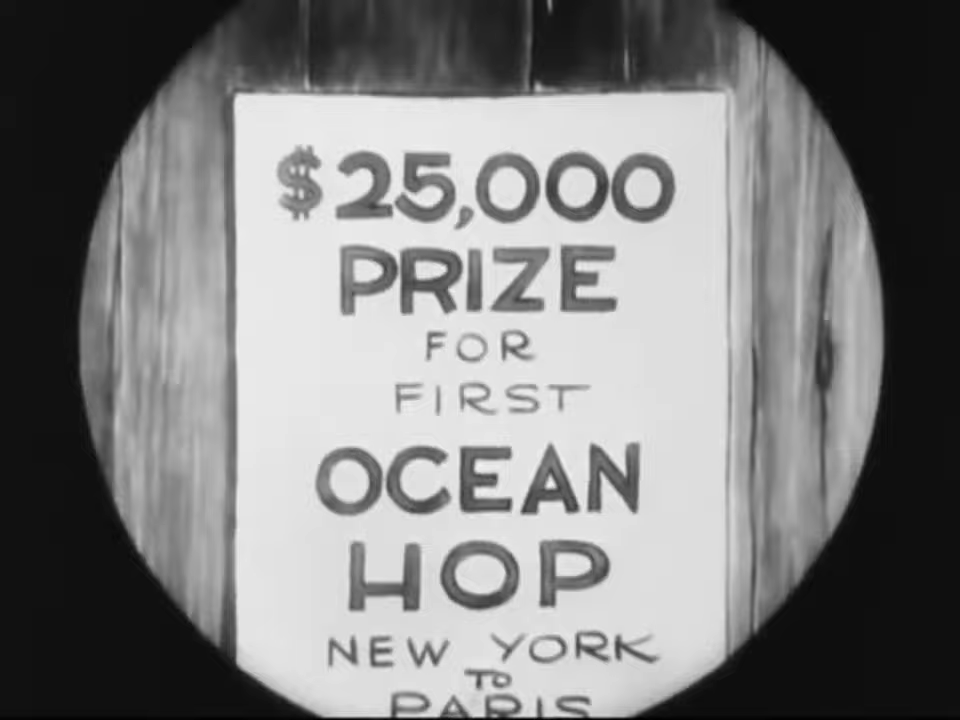 $25,000
PRIZE
FOR
FIRST
OCEAN
HOP
NEW YORK
TO
PARIS